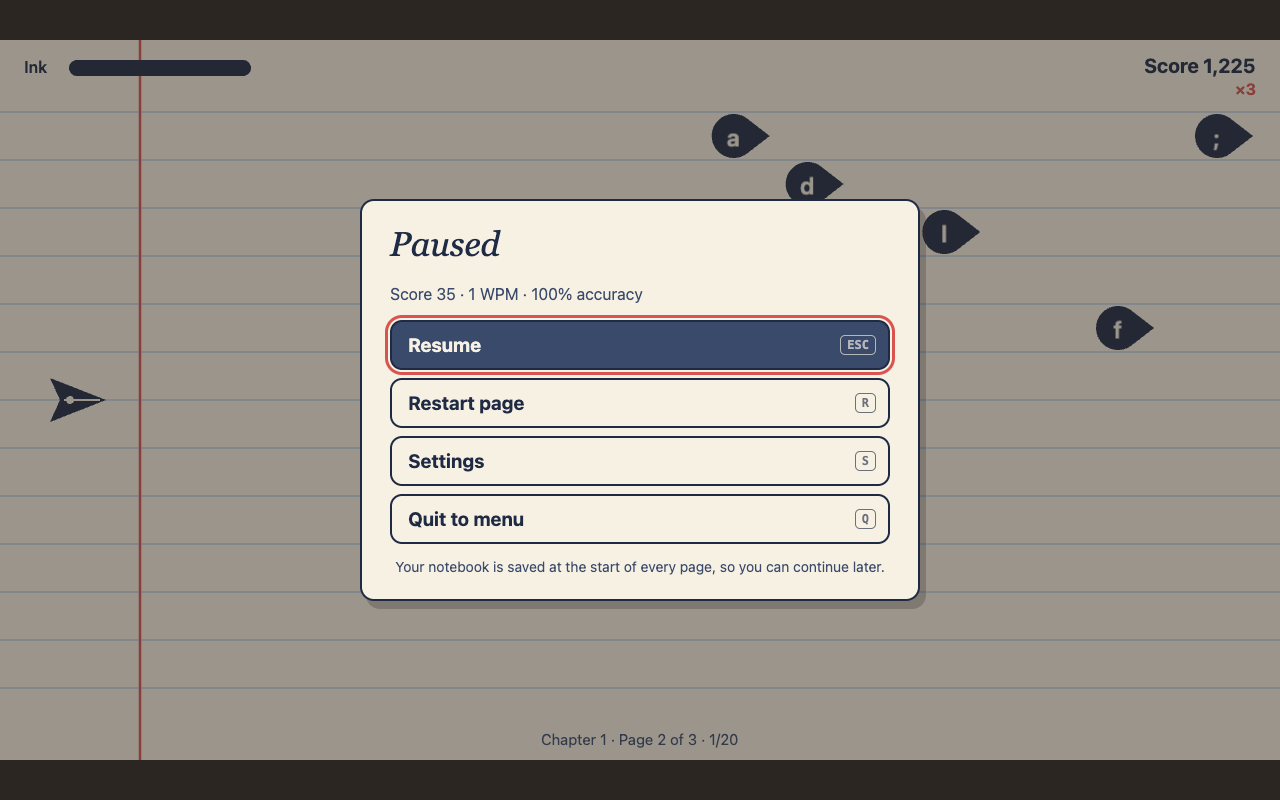 Ink
Score 1,225
×3
a
;
d
l
f
Paused
Score 35 · 1 WPM · 100% accuracy
Resume ESC
Restart page R
Settings S
Quit to menu Q
Your notebook is saved at the start of every page, so you can continue later.
Chapter 1 · Page 2 of 3 · 1/20